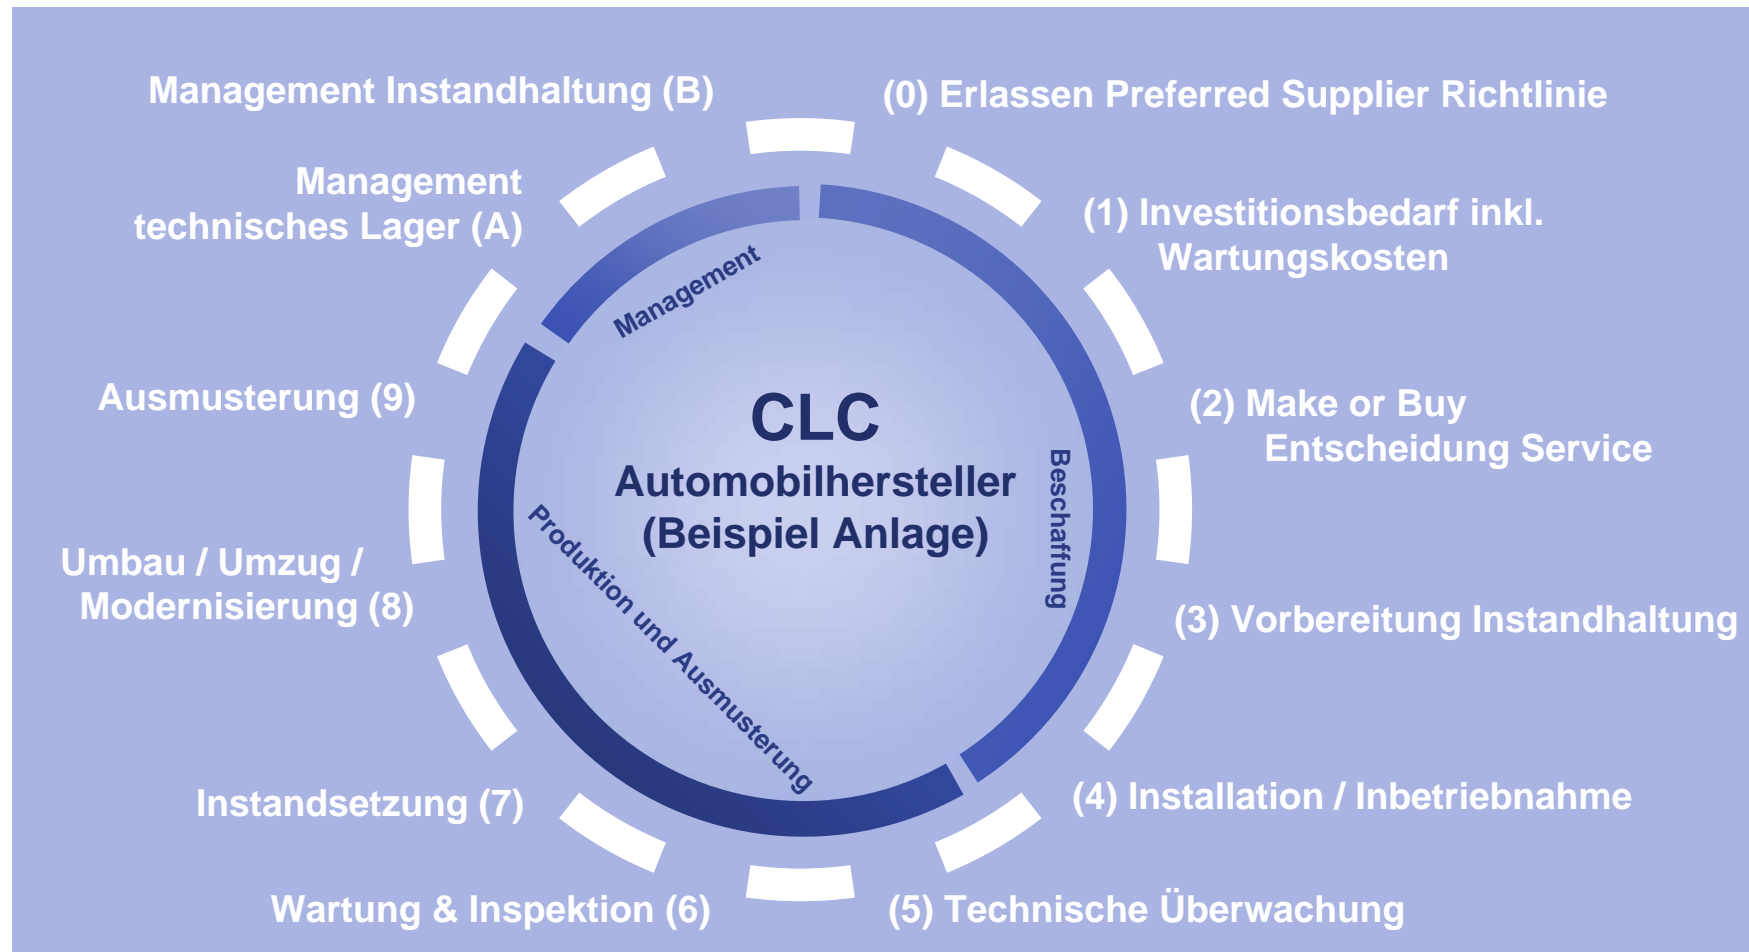 Management Instandhaltung (B)
(0) Erlassen Preferred Supplier Richtlinie
Management
technisches Lager (A)
(1) Investitionsbedarf inkl.
Wartungskosten
Management
Ausmusterung (9)
CLC
Automobilhersteller
(Beispiel Anlage)
(2) Make or Buy
Entscheidung Service
Beschaffung
Produktion und Ausmusterung
Umbau / Umzug /
Modernisierung (8)
(3) Vorbereitung Instandhaltung
Instandsetzung (7)
(4) Installation / Inbetriebnahme
Wartung & Inspektion (6)
(5) Technische Überwachung